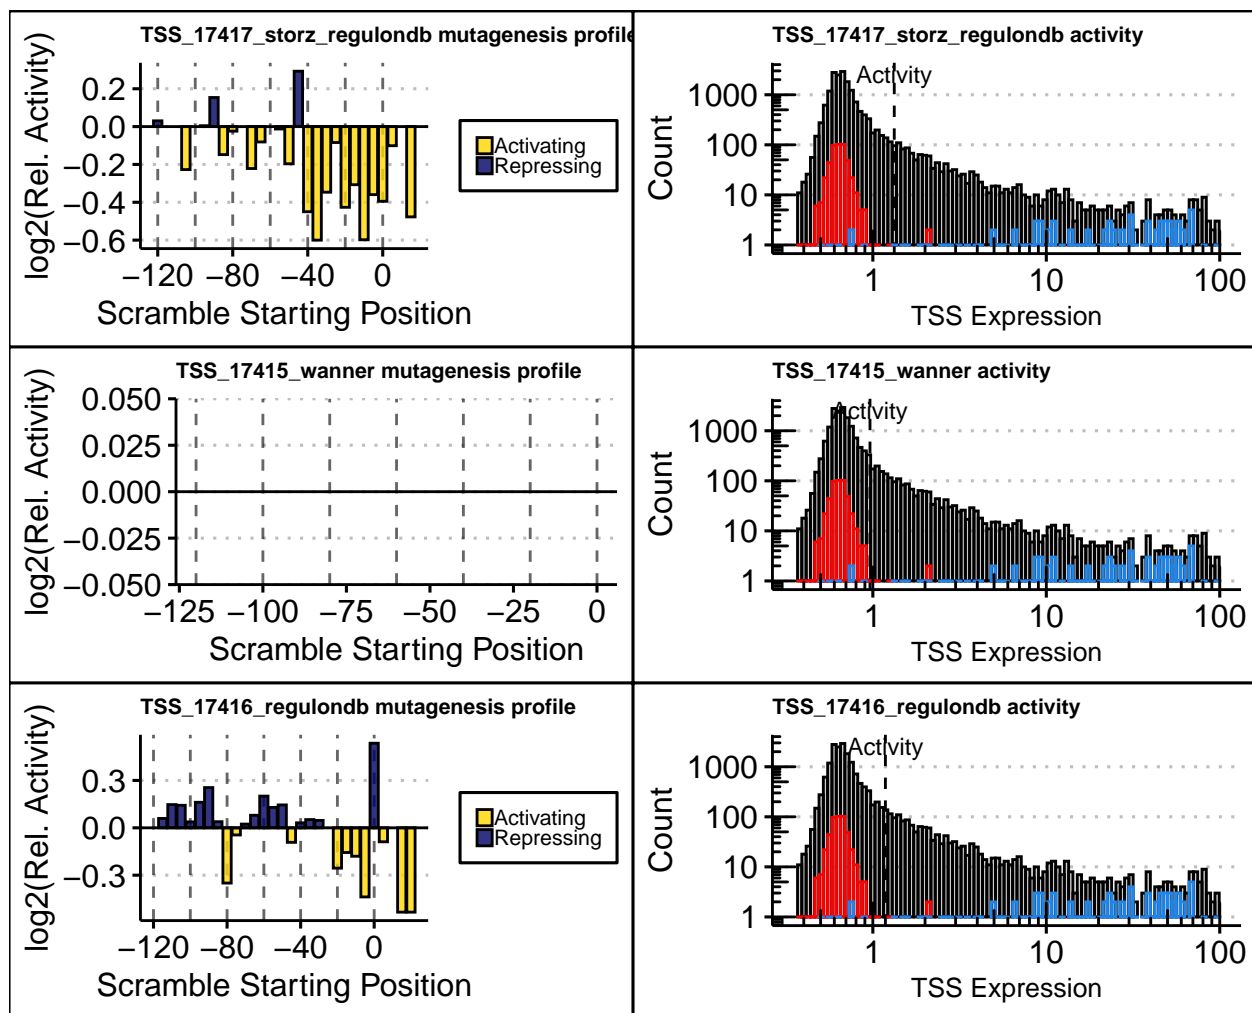 TSS_17417_storz_regulondb mutagenesis profile
log2(Rel. Activity)
0.2
0.0
−0.2
−0.4
−0.6
−120 −80 −40 0
Scramble Starting Position
Activating
Repressing
TSS_17417_storz_regulondb activity
Activity
Count
1000
100
10
1
1 10 100
TSS Expression
TSS_17415_wanner mutagenesis profile
log2(Rel. Activity)
0.050
0.025
0.000
−0.025
−0.050
−125 −100 −75 −50 −25 0
Scramble Starting Position
TSS_17415_wanner activity
Activity
Count
1000
100
10
1
1 10 100
TSS Expression
TSS_17416_regulondb mutagenesis profile
log2(Rel. Activity)
0.3
0.0
−0.3
−120 −80 −40 0
Scramble Starting Position
Activating
Repressing
TSS_17416_regulondb activity
Activity
Count
1000
100
10
1
1 10 100
TSS Expression